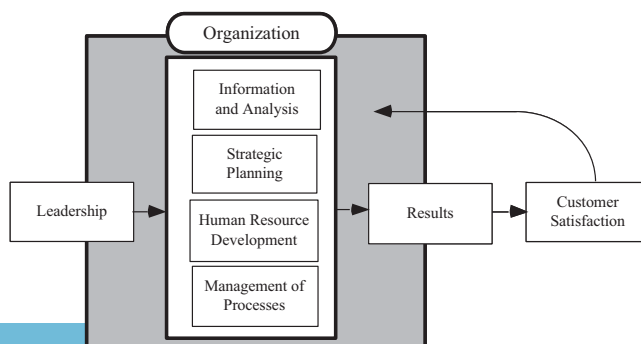 Organization
Information
and Analysis
Strategic
Planning
Human Resource
Development
Management of
Processes
Leadership
Results
Customer
Satisfaction